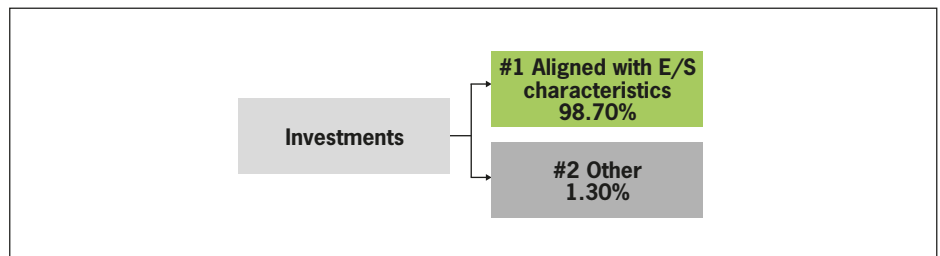 Investments
#1 Aligned with E/S
characteristics
98.70%
#2 Other
1.30%